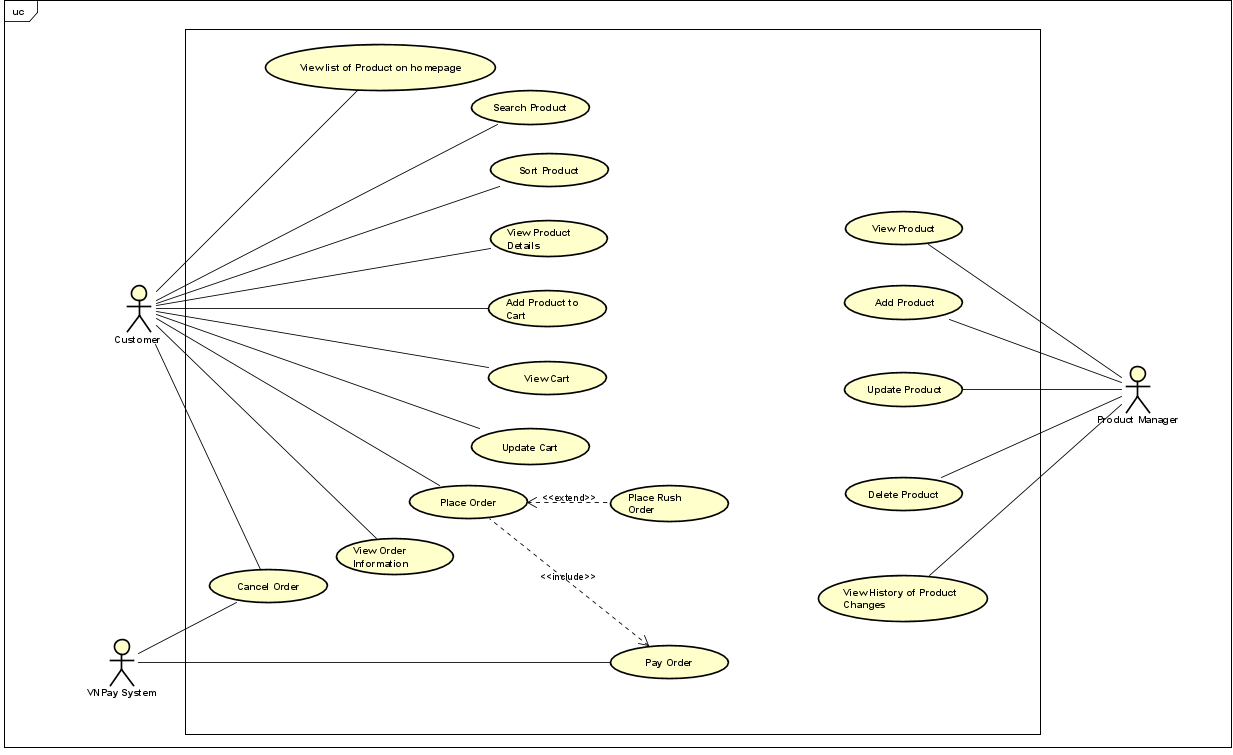 uc
View list of Product on homepage
Search Product
Sort Product
View Product
Details
Add Product to
Cart
View Cart
Update Cart
Place Order
<<extend>>
Place Rush
Order
View Order
Information
<<include>>
Cancel Order
Pay Order
Customer
VNPay System
View Product
Add Product
Update Product
Delete Product
View History of Product
Changes
Product Manager